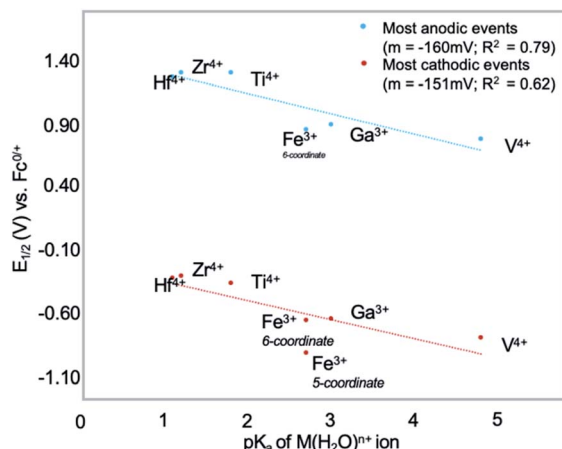 Most anodic events
(m = -160mV; R² = 0.79)
Most cathodic events
(m = -151mV; R² = 0.62)
E1/2 (V) vs. Fc0/+
1.40
0.90
0.40
-0.10
-0.60
-1.10
Hf4+
Zr4+
Ti4+
Fe3+
6-coordinate
Ga3+
V4+
Hf4+
Zr4+
Ti4+
Fe3+
6-coordinate
Ga3+
Fe3+
5-coordinate
V4+
0 1 2 3 4 5
pKa of M(H2O)n+ ion